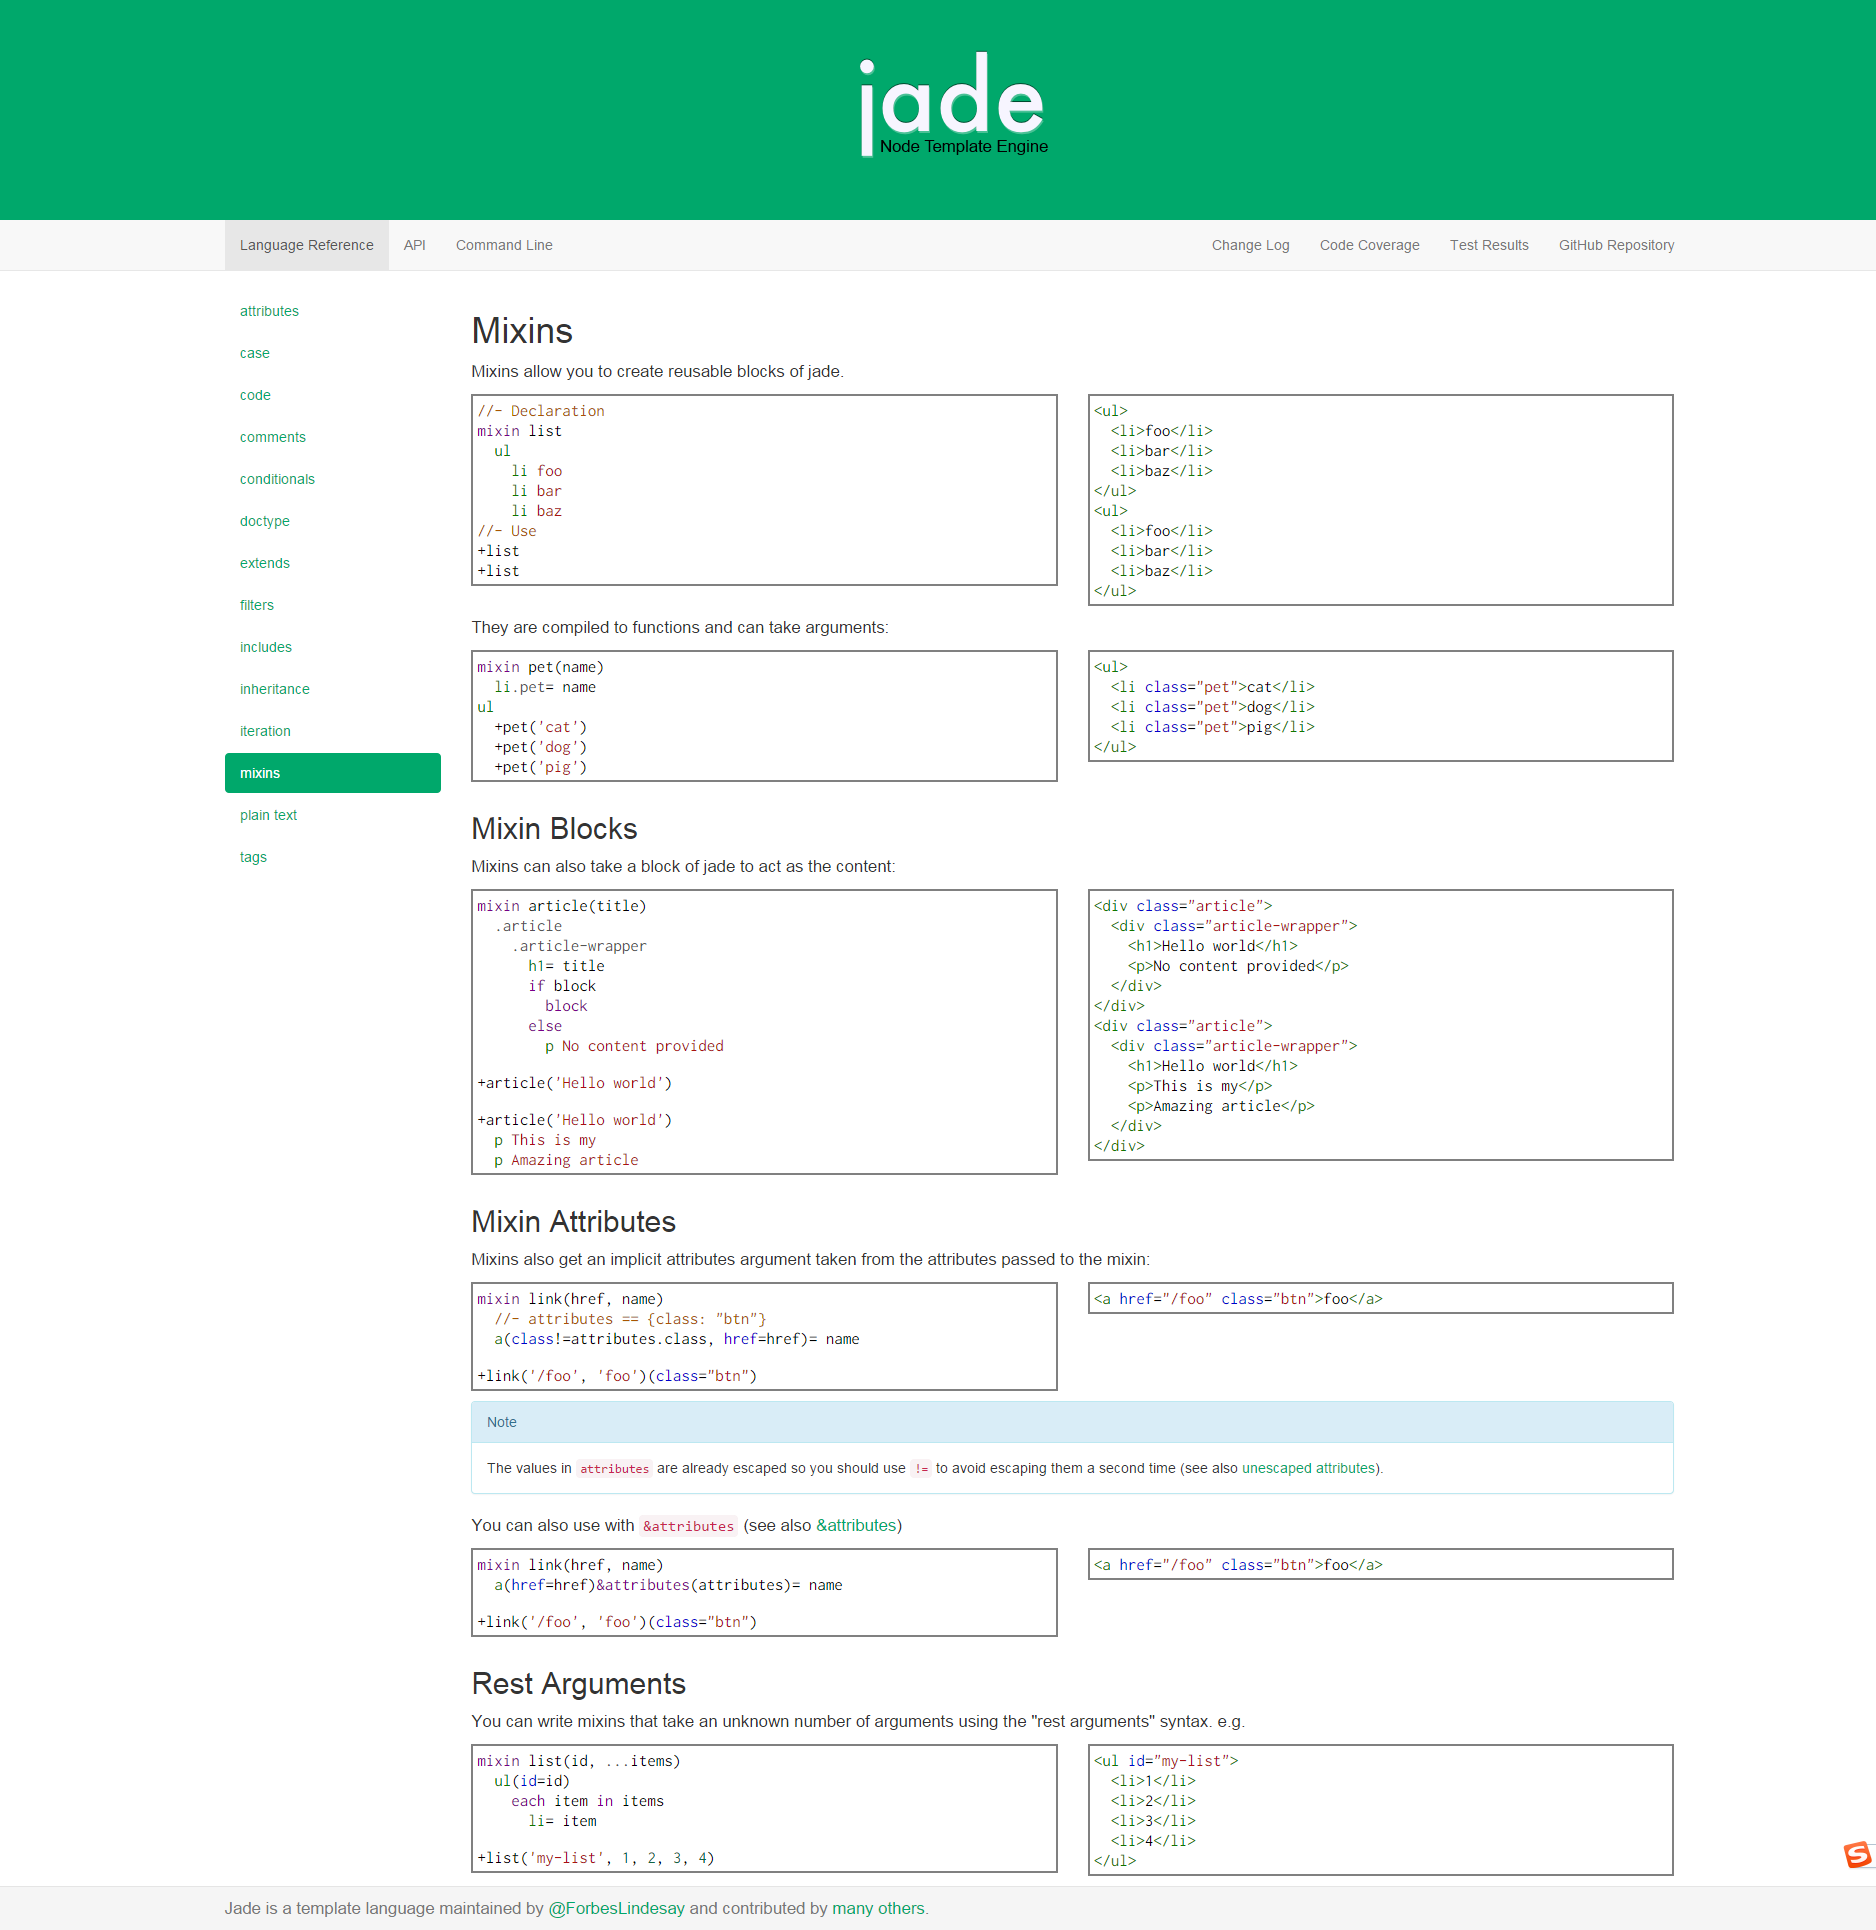 jade
Node Template Engine
Language Reference API Command Line Change Log Code Coverage Test Results GitHub Repository
attributes
case
code
comments
conditionals
doctype
extends
filters
includes
inheritance
iteration
mixins
plain text
tags
Mixins
Mixins allow you to create reusable blocks of jade.
//- Declaration
mixin list
  ul
    li foo
    li bar
    li baz
//- Use
+list
+list
<ul>
  <li>foo</li>
  <li>bar</li>
  <li>baz</li>
</ul>
<ul>
  <li>foo</li>
  <li>bar</li>
  <li>baz</li>
</ul>
They are compiled to functions and can take arguments:
mixin pet(name)
  li.pet= name
ul
  +pet('cat')
  +pet('dog')
  +pet('pig')
<ul>
  <li class="pet">cat</li>
  <li class="pet">dog</li>
  <li class="pet">pig</li>
</ul>
Mixin Blocks
Mixins can also take a block of jade to act as the content:
mixin article(title)
  .article
    .article-wrapper
      h1= title
      if block
        block
      else
        p No content provided
+article('Hello world')
+article('Hello world')
  p This is my
  p Amazing article
<div class="article">
  <div class="article-wrapper">
    <h1>Hello world</h1>
    <p>No content provided</p>
  </div>
</div>
<div class="article">
  <div class="article-wrapper">
    <h1>Hello world</h1>
    <p>This is my</p>
    <p>Amazing article</p>
  </div>
</div>
Mixin Attributes
Mixins also get an implicit attributes argument taken from the attributes passed to the mixin:
mixin link(href, name)
  //- attributes == {class: "btn"}
  a(class!=attributes.class, href=href)= name
+link('/foo', 'foo')(class="btn")
<a href="/foo" class="btn">foo</a>
Note
The values in attributes are already escaped so you should use != to avoid escaping them a second time (see also unescaped attributes).
You can also use with &attributes (see also &attributes)
mixin link(href, name)
  a(href=href)&attributes(attributes)= name
+link('/foo', 'foo')(class="btn")
<a href="/foo" class="btn">foo</a>
Rest Arguments
You can write mixins that take an unknown number of arguments using the "rest arguments" syntax. e.g.
mixin list(id, ...items)
  ul(id=id)
    each item in items
      li= item
+list('my-list', 1, 2, 3, 4)
<ul id="my-list">
  <li>1</li>
  <li>2</li>
  <li>3</li>
  <li>4</li>
</ul>
S
Jade is a template language maintained by @ForbesLindesay and contributed by many others.